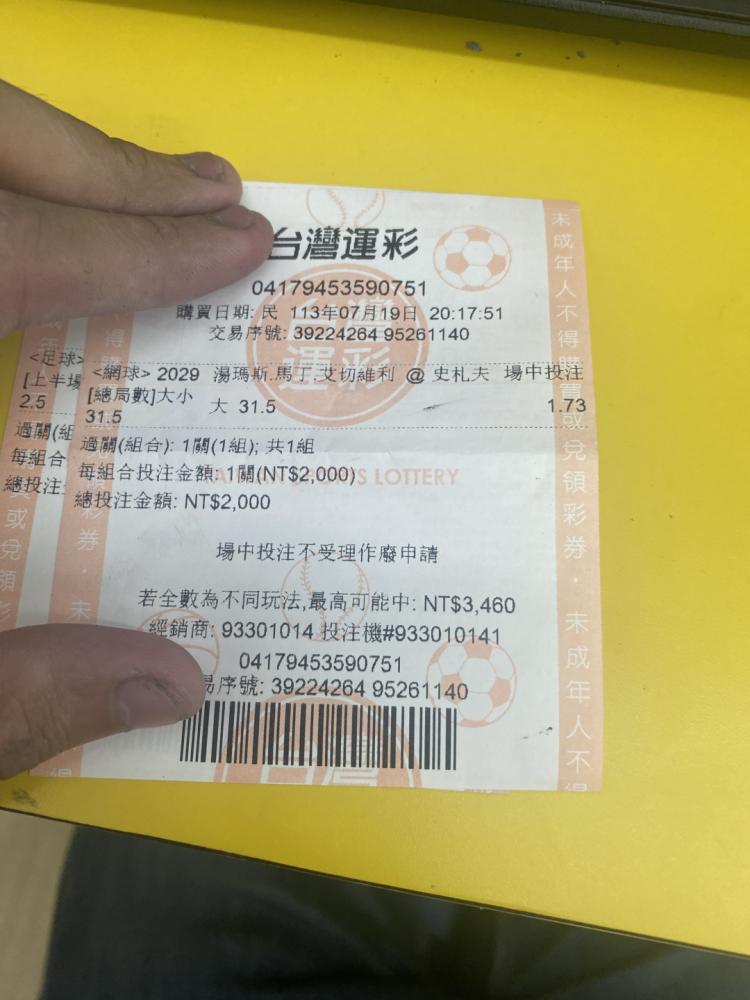 台灣運彩
04179453590751
購買日期: 民 113年07月19日 20:17:51
交易序號: 39224264 95261140
<網球> 2029 湯瑪斯.馬丁.艾切維利 @ 史札夫 場中投注
[總局數]大小 大 31.5 1.73
31.5
過關(組合): 1關(1組); 共1組
每組合投注金額: 1關(NT$2,000)
總投注金額: NT$2,000
場中投注不受理作廢申請
若全數為不同玩法,最高可能中: NT$3,460
經銷商: 93301014 投注機#933010141
04179453590751
易序號: 39224264 95261140
台灣
運彩
SPORTS LOTTERY
未成年人不得購買或兌領彩券．未成年人不得
<足球>
[上半場
2.5
過關(組
每組合
總投注